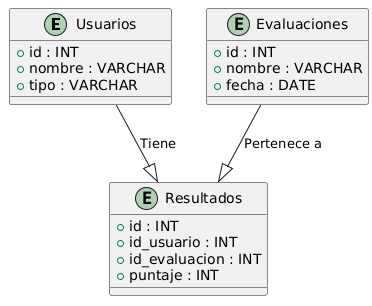 E Usuarios
id : INT
nombre : VARCHAR
tipo : VARCHAR
E Evaluaciones
id : INT
nombre : VARCHAR
fecha : DATE
Tiene
Pertenece a
E Resultados
id : INT
id_usuario : INT
id_evaluacion : INT
puntaje : INT